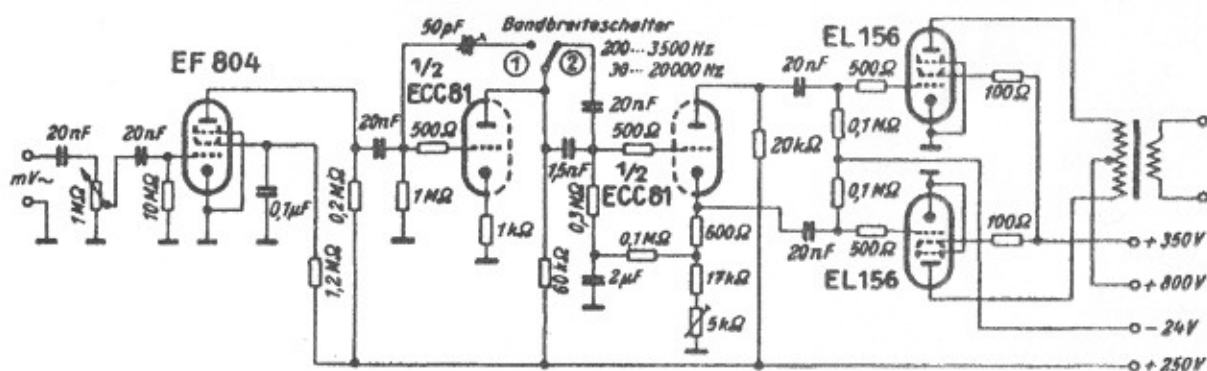 50pF
Bandbreiteschalter
EL 156
EF 804
1
2
200...3500 Hz
30...20000 Hz
1/2
ECC81
20nF
500Ω
100Ω
20nF
20nF
20nF
500Ω
20nF
500Ω
0,1MΩ
mV~
1MΩ
10MΩ
0,1µF
0,2MΩ
1MΩ
1,5nF
1/2
ECC81
20kΩ
0,1MΩ
1kΩ
0,3MΩ
0,1MΩ
600Ω
20nF
500Ω
100Ω
+350V
1,2MΩ
60kΩ
2µF
17kΩ
EL156
+800V
5kΩ
-24V
+250V